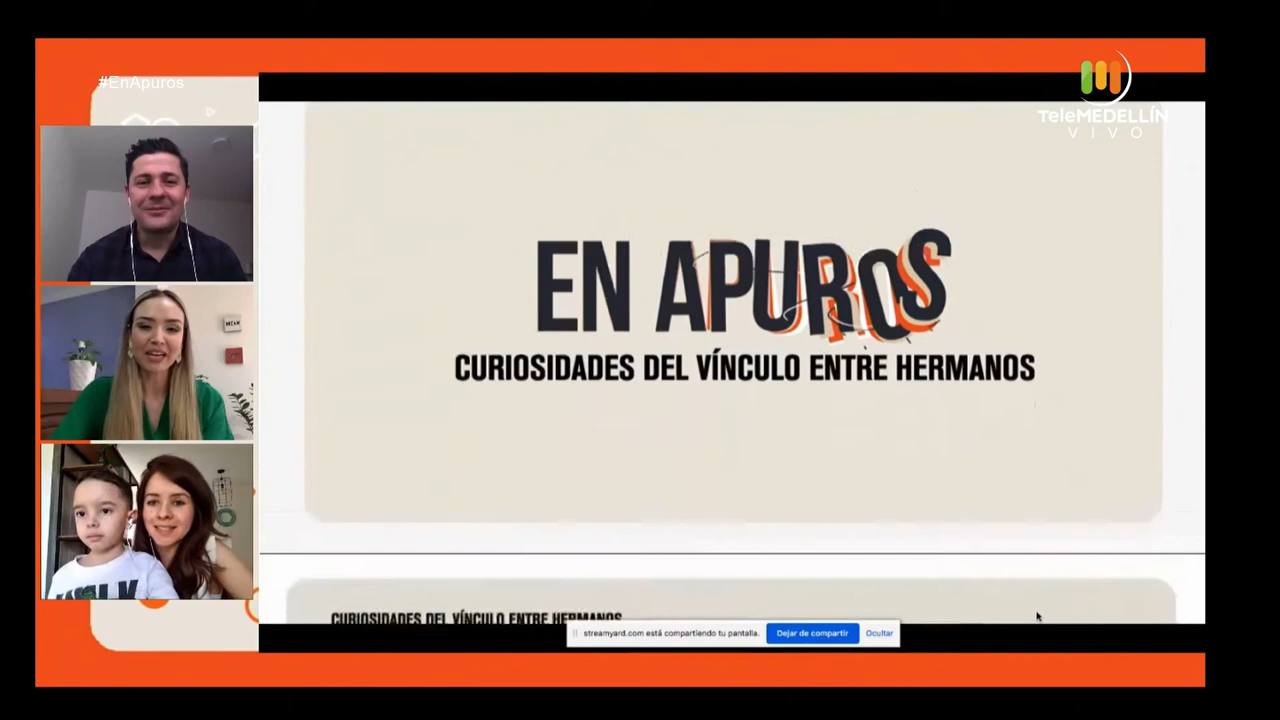 #EnApuros
TeleMEDELLÍN
VIVO
EN APUROS
CURIOSIDADES DEL VÍNCULO ENTRE HERMANOS
CURIOSIDADES DEL VÍNCULO ENTRE HERMANOS
streamyard.com está compartiendo tu pantalla.
Dejar de compartir
Ocultar